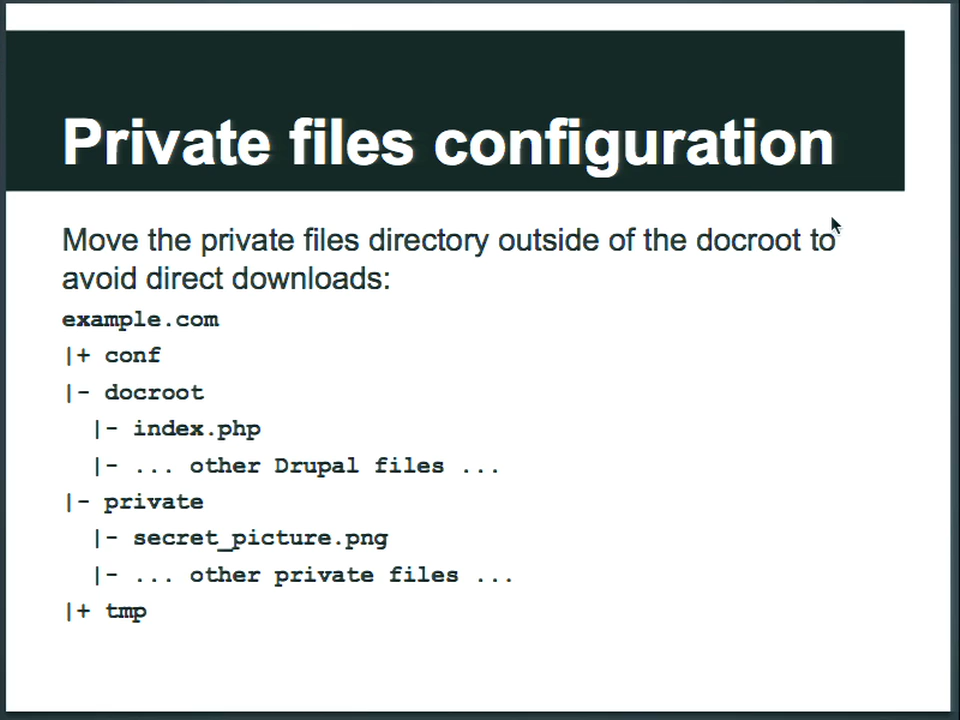 Private files configuration
Move the private files directory outside of the docroot to
avoid direct downloads:
example.com
|+ conf
|- docroot
  |- index.php
  |- ... other Drupal files ...
|- private
  |- secret_picture.png
  |- ... other private files ...
|+ tmp